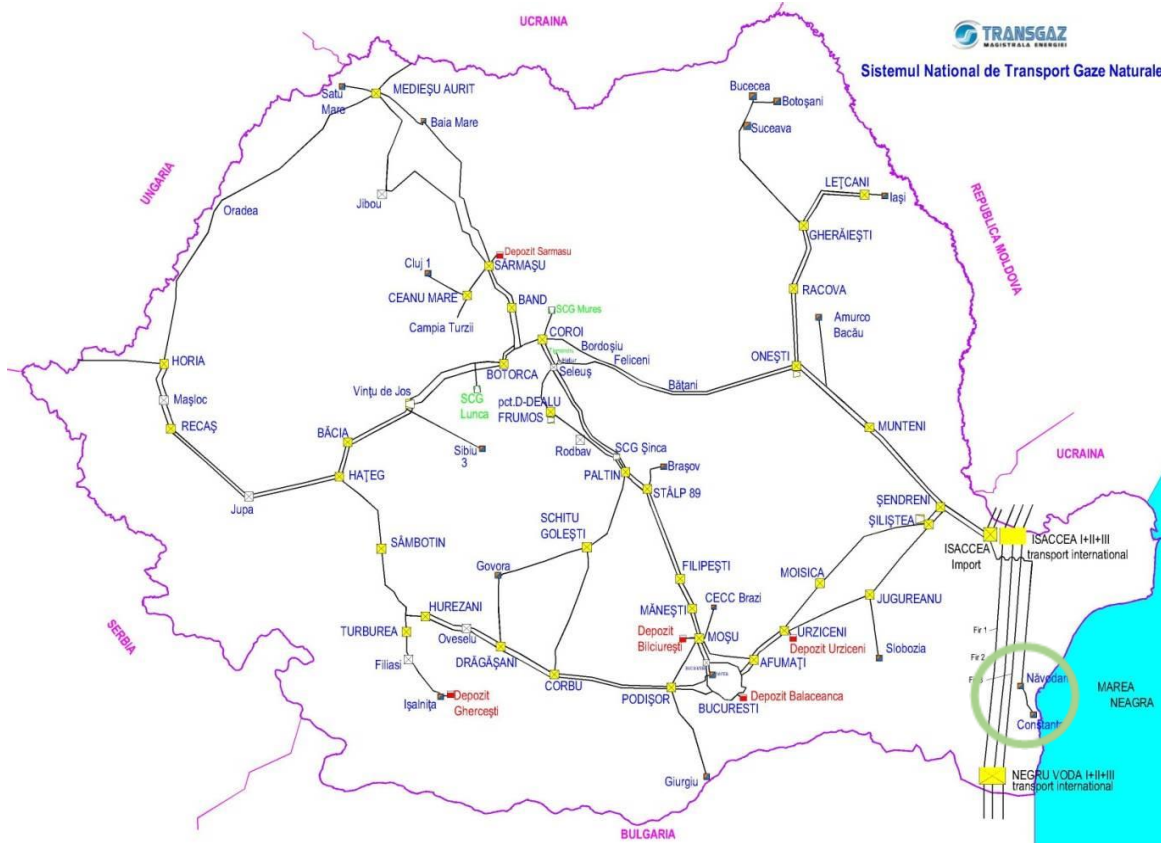 UCRAINA
TRANSGAZ
MAGISTRALA ENERGIEI
Sistemul National de Transport Gaze Naturale
Satu
Mare
MEDIEŞU AURIT
Baia Mare
Bucecea
Botoşani
Suceava
UNGARIA
Oradea
Jibou
LEŢCANI
Iaşi
REPUBLICA MOLDOVA
GHERĂIEŞTI
Depozit Sarmasu
Cluj 1
SĂRMAŞU
CEANU MARE
BAND
Campia Turzii
SCG Mures
COROI
RACOVA
Amurco
Bacău
Bordoşiu
Feliceni
ONEŞTI
HORIA
Maşloc
RECAŞ
BOTORCA
Seleuş
Bățani
Vinţu de Jos
SCG
Lunca
pct.D-DEALU
FRUMOS
MUNTENI
BĂCIA
Sibiu
3
Rodbav
SCG Şinca
HAŢEG
PALTIN
Braşov
STÂLP 89
UCRAINA
Jupa
ŞENDRENI
ŞILIŞTEA
SCHITU
GOLEŞTI
SÂMBOTIN
ISACCEA
Import
ISACCEA I+II+III
transport international
Govora
FILIPEŞTI
MOISICA
CECC Brazi
JUGUREANU
HUREZANI
MĂNEŞTI
SERBIA
TURBUREA
Oveselu
Depozit
Bilciureşti
MOŞU
URZICENI
Depozit Urziceni
Slobozia
Fir 1
Fir 2
Filiasi
DRĂGĂŞANI
AFUMAŢI
CORBU
Năvodari
MAREA
NEAGRA
Işalniţa
Depozit
Gherceşti
PODIŞOR
BUCURESTI
Depozit Balaceanca
Constanta
Giurgiu
NEGRU VODA I+II+III
transport international
BULGARIA